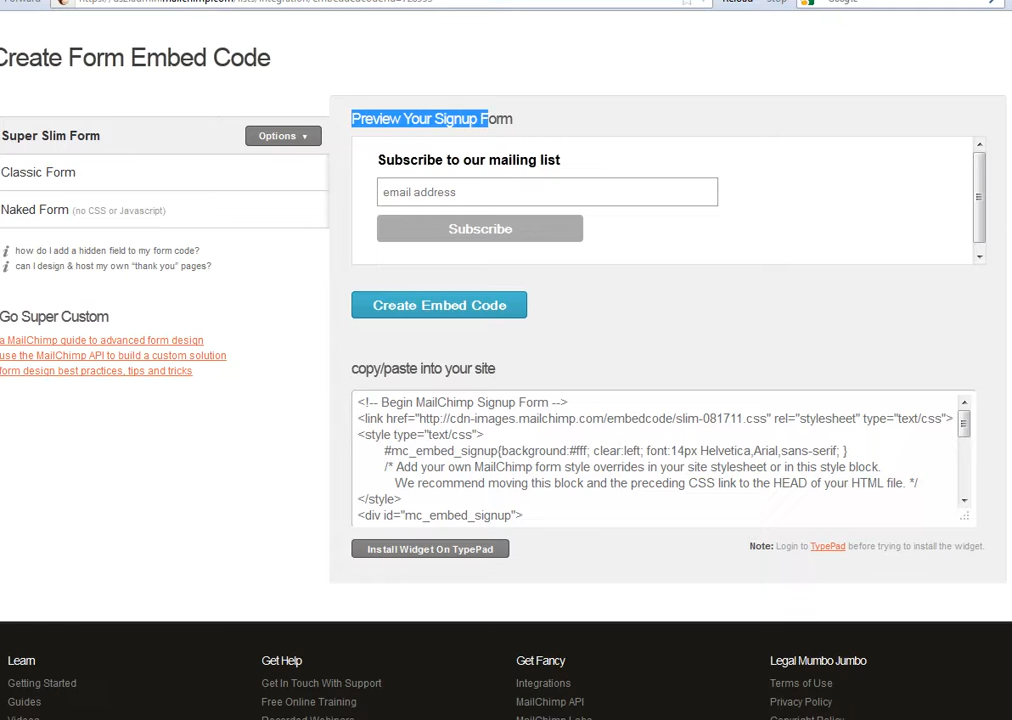 Create Form Embed Code
Super Slim Form
Options
Classic Form
Naked Form (no CSS or Javascript)
how do I add a hidden field to my form code?
can I design & host my own "thank you" pages?
Go Super Custom
a MailChimp guide to advanced form design
use the MailChimp API to build a custom solution
form design best practices, tips and tricks
Preview Your Signup Form
Subscribe to our mailing list
email address
Subscribe
Create Embed Code
copy/paste into your site
<!-- Begin MailChimp Signup Form -->
<link href="http://cdn-images.mailchimp.com/embedcode/slim-081711.css" rel="stylesheet" type="text/css">
<style type="text/css">
#mc_embed_signup{background:#fff; clear:left; font:14px Helvetica,Arial,sans-serif; }
/* Add your own MailChimp form style overrides in your site stylesheet or in this style block.
We recommend moving this block and the preceding CSS link to the HEAD of your HTML file. */
</style>
<div id="mc_embed_signup">
Install Widget On TypePad
Note: Login to TypePad before trying to install the widget.
Learn
Getting Started
Guides
Get Help
Get In Touch With Support
Free Online Training
Get Fancy
Integrations
MailChimp API
Legal Mumbo Jumbo
Terms of Use
Privacy Policy